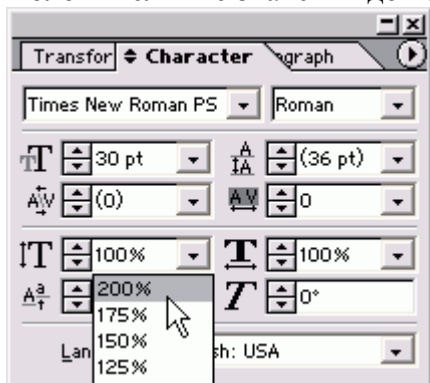 Transfor Character agraph
Times New Roman PS Roman
30 pt (36 pt)
(0) 0
100% 100%
200% 0°
175%
150% Lan sh: USA
125%